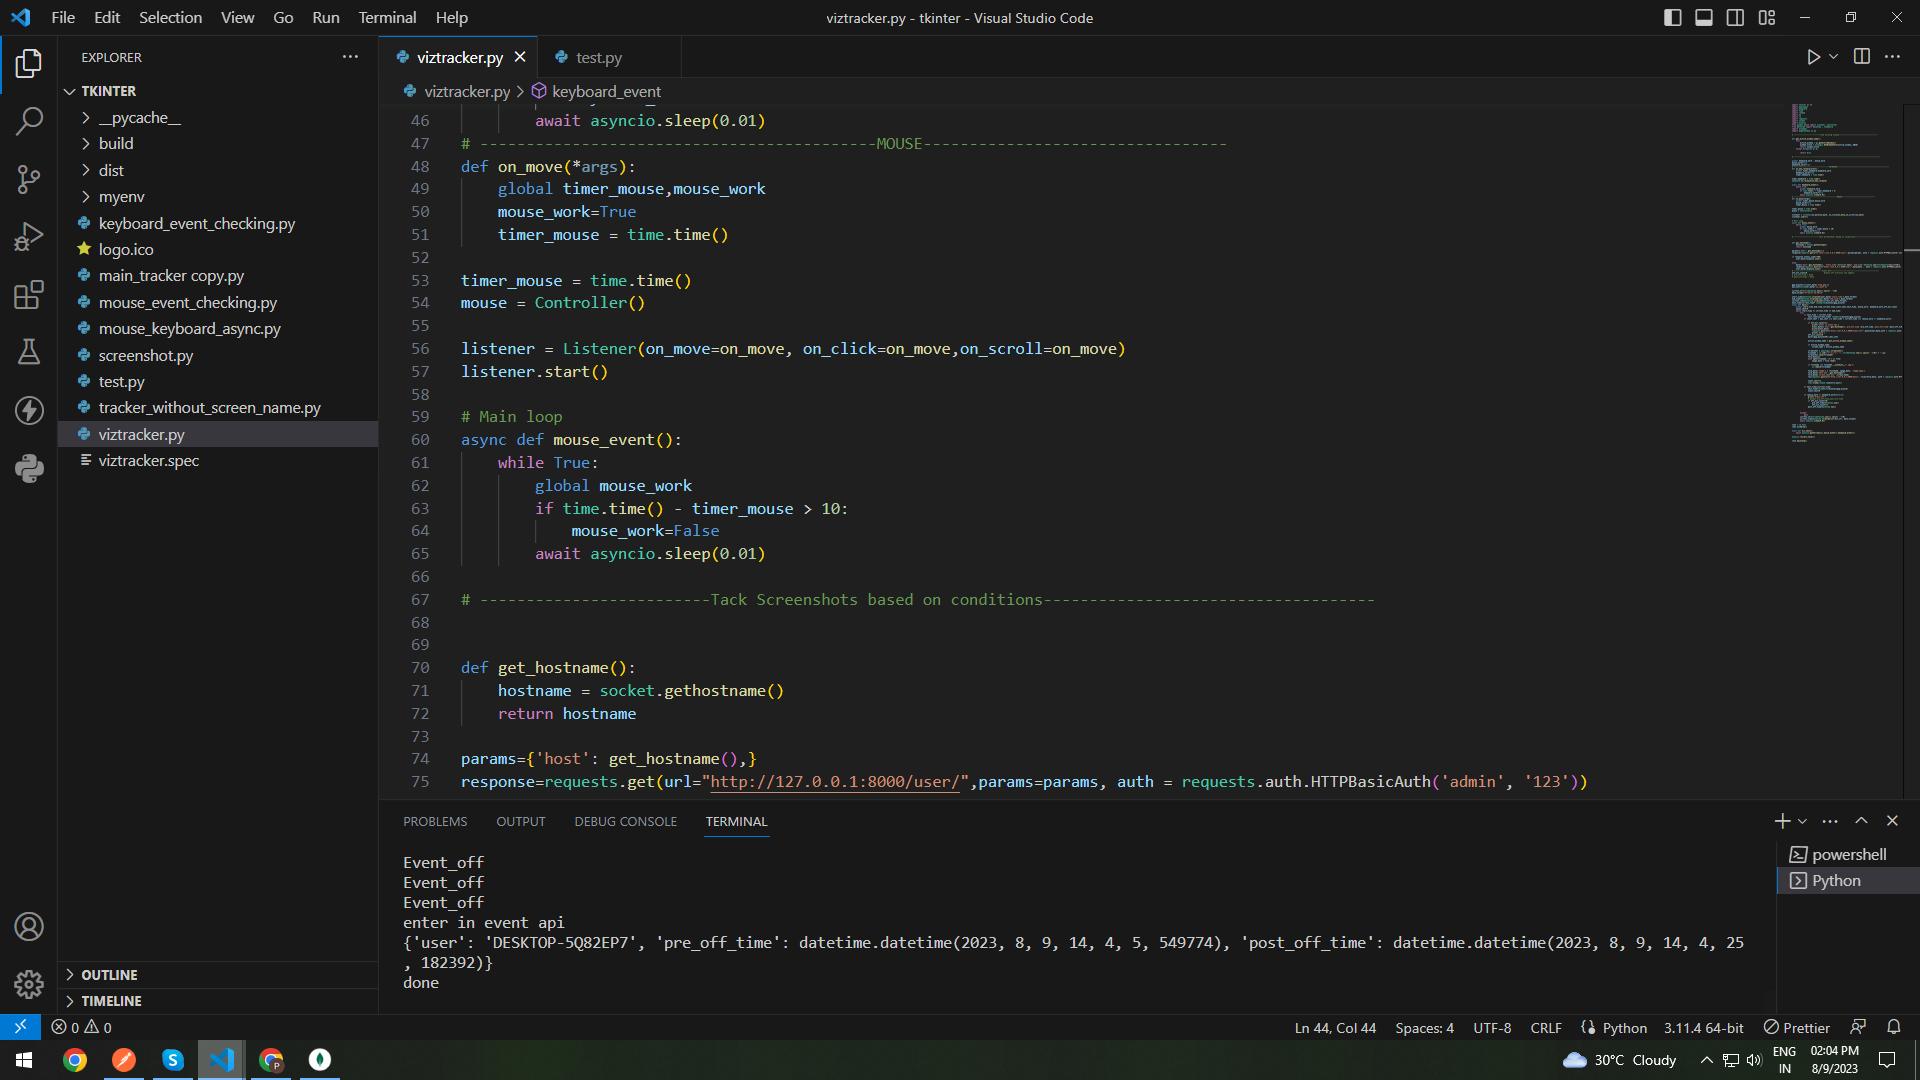 File Edit Selection View Go Run Terminal Help
viztracker.py - tkinter - Visual Studio Code
EXPLORER
TKINTER
__pycache__
build
dist
myenv
keyboard_event_checking.py
logo.ico
main_tracker copy.py
mouse_event_checking.py
mouse_keyboard_async.py
screenshot.py
test.py
tracker_without_screen_name.py
viztracker.py
viztracker.spec
OUTLINE
TIMELINE
viztracker.py
test.py
viztracker.py > keyboard_event
46 await asyncio.sleep(0.01)
47 # -------------------------------------------MOUSE---------------------------------
48 def on_move(*args):
49 global timer_mouse,mouse_work
50 mouse_work=True
51 timer_mouse = time.time()
52
53 timer_mouse = time.time()
54 mouse = Controller()
55
56 listener = Listener(on_move=on_move, on_click=on_move,on_scroll=on_move)
57 listener.start()
58
59 # Main loop
60 async def mouse_event():
61 while True:
62 global mouse_work
63 if time.time() - timer_mouse > 10:
64 mouse_work=False
65 await asyncio.sleep(0.01)
66
67 # -------------------------Tack Screenshots based on conditions------------------------------------
68
69
70 def get_hostname():
71 hostname = socket.gethostname()
72 return hostname
73
74 params={'host': get_hostname(),}
75 response=requests.get(url="http://127.0.0.1:8000/user/",params=params, auth = requests.auth.HTTPBasicAuth('admin', '123'))
PROBLEMS OUTPUT DEBUG CONSOLE TERMINAL
Event_off
Event_off
Event_off
enter in event api
{'user': 'DESKTOP-5Q82EP7', 'pre_off_time': datetime.datetime(2023, 8, 9, 14, 4, 5, 549774), 'post_off_time': datetime.datetime(2023, 8, 9, 14, 4, 25
, 182392)}
done
powershell
Python
0 0
Ln 44, Col 44 Spaces: 4 UTF-8 CRLF Python 3.11.4 64-bit Prettier
30°C Cloudy
ENG
IN
02:04 PM
8/9/2023